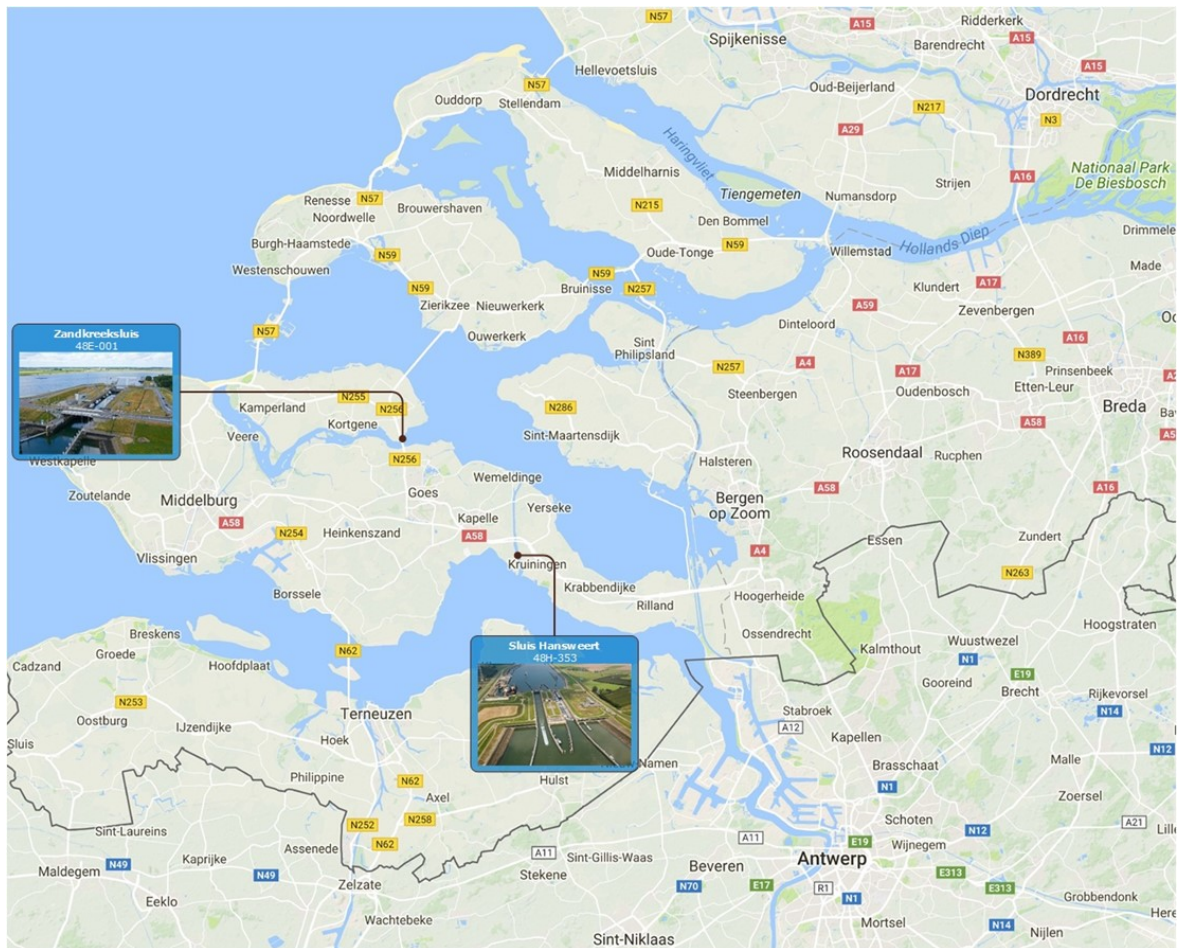 N57
Ridderkerk
A15
Spijkenisse
Barendrecht
A15
A15
Hellevoetsluis
N57
Oud-Beijerland
Dordrecht
Ouddorp
Stellendam
N217
N3
A29
Haringvliet
Nationaal Park
De Biesbosch
Middelharnis
A16
Tiengemeten
Strijen
Renesse
N57
Numansdorp
Noordwelle
Brouwershaven
N215
Den Bommel
Drimmele
Burgh-Haamstede
N59
Oude-Tonge
N59
Willemstad
Hollands Diep
Westenschouwen
N59
Made
N59
Bruinisse
N257
Klundert
A17
Zierikzee
Nieuwerkerk
A59
Zevenbergen
N57
Ouwerkerk
Dinteloord
Zandkreeksluis
48E-001
Sint
Philipsland
A16
N389
N257
A4
A17
Prinsenbeek
Etten-Leur
Steenbergen
Oudenbosch
N255
N256
Kamperland
N286
Breda
Kortgene
A58
Veere
Sint-Maartensdijk
Roosendaal
Rucphen
Westkapelle
N256
Halsteren
Wemeldinge
Zoutelande
Middelburg
Goes
Bergen
op Zoom
A58
A16
Yerseke
Kapelle
A58
N254
Heinkenszand
A58
Essen
Zundert
Vlissingen
A4
Kruiningen
N263
Borssele
Krabbendijke
Hoogerheide
Rilland
Hoogstraten
Breskens
Ossendrecht
Groede
Sluis Hansweert
48H-353
Wuustwezel
Cadzand
Hoofdplaat
N62
Kalmthout
N1
E19
Gooreind
Brecht
Rijkevorsel
N253
Oostburg
Terneuzen
Stabroek
N14
IJzendijke
A12
Sluis
Hoek
Kapellen
N12
Malle
Brasschaat
Philippine
N62
Hulst
N1
Axel
Zoersel
N252
N258
Schoten
A21
Sint-Laureins
N12
N62
Assenede
A11
E19
Wijnegem
A11
Sint-Gillis-Waas
Antwerp
Maldegem
N49
Kaprijke
N49
Stekene
Beveren
E313
Zelzate
N70
E17
R1
E313
N1
Grobbendonk
Eeklo
Wachtebeke
Mortsel
N14
Nijlen
Sint-Niklaas